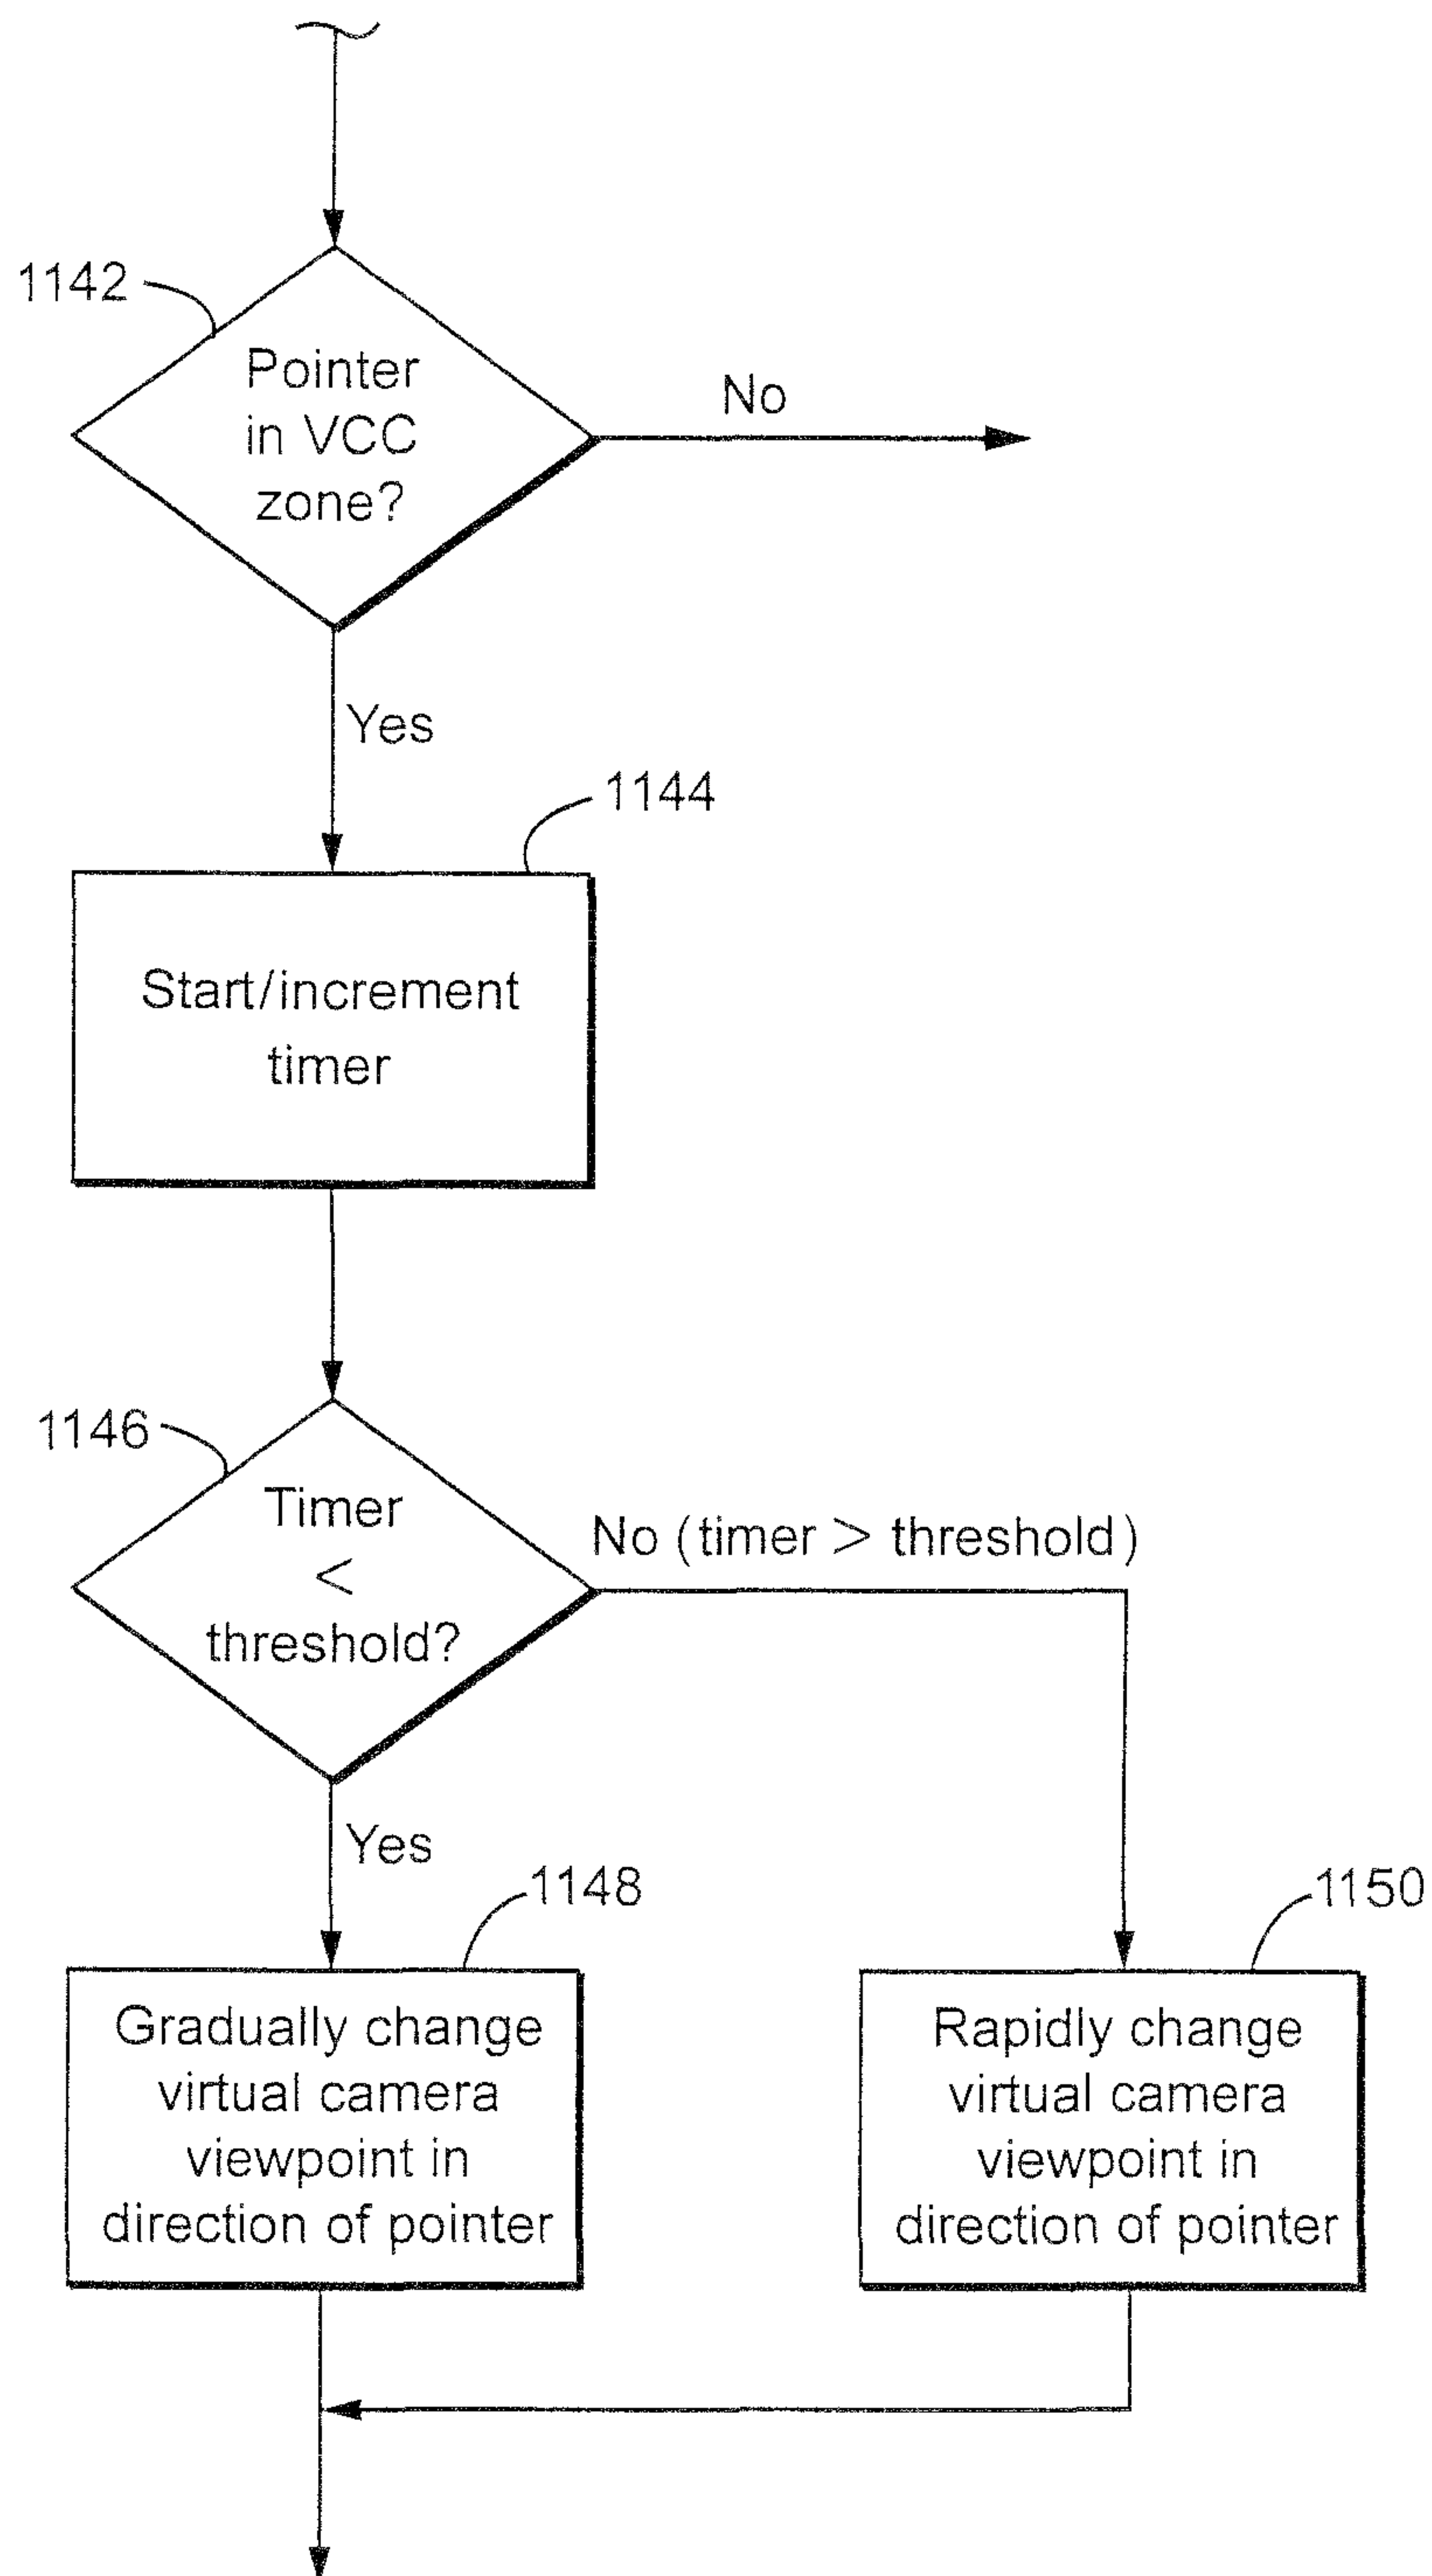 1142
Pointer
in VCC
zone?
No
Yes
1144
Start/increment
timer
1146
Timer
<
threshold?
No (timer > threshold)
Yes
1148
Gradually change
virtual camera
viewpoint in
direction of pointer
1150
Rapidly change
virtual camera
viewpoint in
direction of pointer